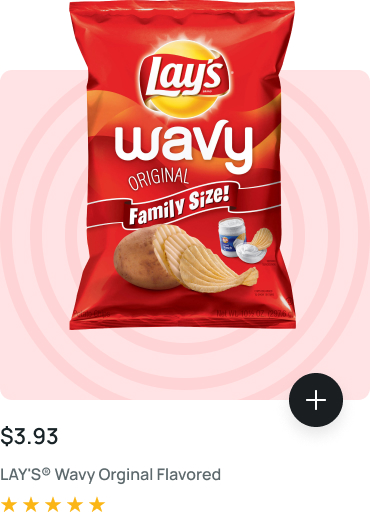 Lay's
wavy
ORIGINAL
Family Size!
$3.93
LAY'S® Wavy Orginal Flavored